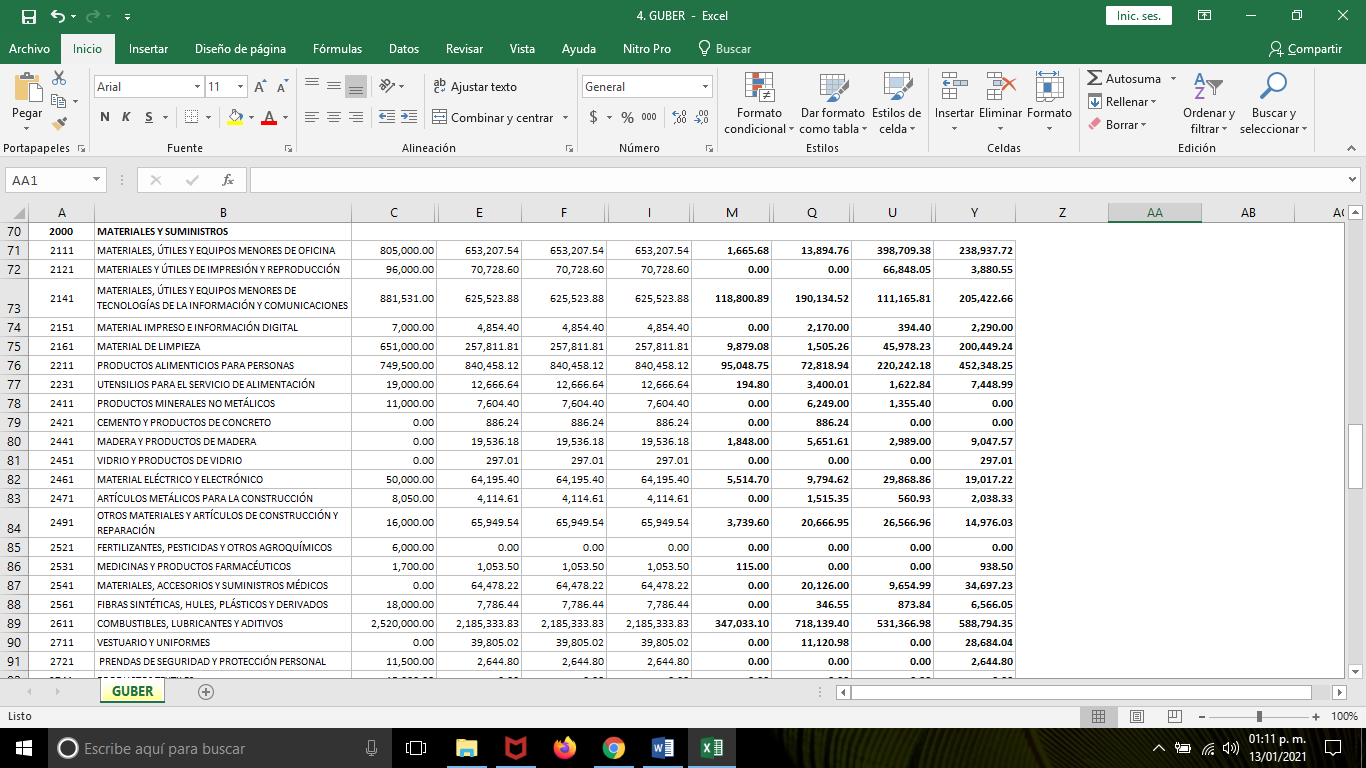 4. GUBER - Excel
Inic. ses.
Archivo Inicio Insertar Diseño de página Fórmulas Datos Revisar Vista Ayuda Nitro Pro Buscar Compartir
Pegar
Portapapeles
Arial 11 A A
N K S A
Fuente
ab Ajustar texto
Combinar y centrar
Alineación
General
$ % 000
Número
Formato condicional
Dar formato como tabla
Estilos de celda
Estilos
Insertar Eliminar Formato
Celdas
Autosuma
Rellenar
Borrar
Ordenar y filtrar
Buscar y seleccionar
Edición
AA1 fx
A B C E F I M Q U Y Z AA AB
70 2000 MATERIALES Y SUMINISTROS
71 2111 MATERIALES, ÚTILES Y EQUIPOS MENORES DE OFICINA 805,000.00 653,207.54 653,207.54 653,207.54 1,665.68 13,894.76 398,709.38 238,937.72
72 2121 MATERIALES Y ÚTILES DE IMPRESIÓN Y REPRODUCCIÓN 96,000.00 70,728.60 70,728.60 70,728.60 0.00 0.00 66,848.05 3,880.55
73 2141 MATERIALES, ÚTILES Y EQUIPOS MENORES DE
TECNOLOGÍAS DE LA INFORMACIÓN Y COMUNICACIONES 881,531.00 625,523.88 625,523.88 625,523.88 118,800.89 190,134.52 111,165.81 205,422.66
74 2151 MATERIAL IMPRESO E INFORMACIÓN DIGITAL 7,000.00 4,854.40 4,854.40 4,854.40 0.00 2,170.00 394.40 2,290.00
75 2161 MATERIAL DE LIMPIEZA 651,000.00 257,811.81 257,811.81 257,811.81 9,879.08 1,505.26 45,978.23 200,449.24
76 2211 PRODUCTOS ALIMENTICIOS PARA PERSONAS 749,500.00 840,458.12 840,458.12 840,458.12 95,048.75 72,818.94 220,242.18 452,348.25
77 2231 UTENSILIOS PARA EL SERVICIO DE ALIMENTACIÓN 19,000.00 12,666.64 12,666.64 12,666.64 194.80 3,400.01 1,622.84 7,448.99
78 2411 PRODUCTOS MINERALES NO METÁLICOS 11,000.00 7,604.40 7,604.40 7,604.40 0.00 6,249.00 1,355.40 0.00
79 2421 CEMENTO Y PRODUCTOS DE CONCRETO 0.00 886.24 886.24 886.24 0.00 886.24 0.00 0.00
80 2441 MADERA Y PRODUCTOS DE MADERA 0.00 19,536.18 19,536.18 19,536.18 1,848.00 5,651.61 2,989.00 9,047.57
81 2451 VIDRIO Y PRODUCTOS DE VIDRIO 0.00 297.01 297.01 297.01 0.00 0.00 0.00 297.01
82 2461 MATERIAL ELÉCTRICO Y ELECTRÓNICO 50,000.00 64,195.40 64,195.40 64,195.40 5,514.70 9,794.62 29,868.86 19,017.22
83 2471 ARTÍCULOS METÁLICOS PARA LA CONSTRUCCIÓN 8,050.00 4,114.61 4,114.61 4,114.61 0.00 1,515.35 560.93 2,038.33
84 2491 OTROS MATERIALES Y ARTÍCULOS DE CONSTRUCCIÓN Y
REPARACIÓN 16,000.00 65,949.54 65,949.54 65,949.54 3,739.60 20,666.95 26,566.96 14,976.03
85 2521 FERTILIZANTES, PESTICIDAS Y OTROS AGROQUÍMICOS 6,000.00 0.00 0.00 0.00 0.00 0.00 0.00 0.00
86 2531 MEDICINAS Y PRODUCTOS FARMACÉUTICOS 1,700.00 1,053.50 1,053.50 1,053.50 115.00 0.00 0.00 938.50
87 2541 MATERIALES, ACCESORIOS Y SUMINISTROS MÉDICOS 0.00 64,478.22 64,478.22 64,478.22 0.00 20,126.00 9,654.99 34,697.23
88 2561 FIBRAS SINTÉTICAS, HULES, PLÁSTICOS Y DERIVADOS 18,000.00 7,786.44 7,786.44 7,786.44 0.00 346.55 873.84 6,566.05
89 2611 COMBUSTIBLES, LUBRICANTES Y ADITIVOS 2,520,000.00 2,185,333.83 2,185,333.83 2,185,333.83 347,033.10 718,139.40 531,366.98 588,794.35
90 2711 VESTUARIO Y UNIFORMES 0.00 39,805.02 39,805.02 39,805.02 0.00 11,120.98 0.00 28,684.04
91 2721 PRENDAS DE SEGURIDAD Y PROTECCIÓN PERSONAL 11,500.00 2,644.80 2,644.80 2,644.80 0.00 0.00 0.00 2,644.80
GUBER
Listo 100%
Escribe aquí para buscar
01:11 p. m.
13/01/2021